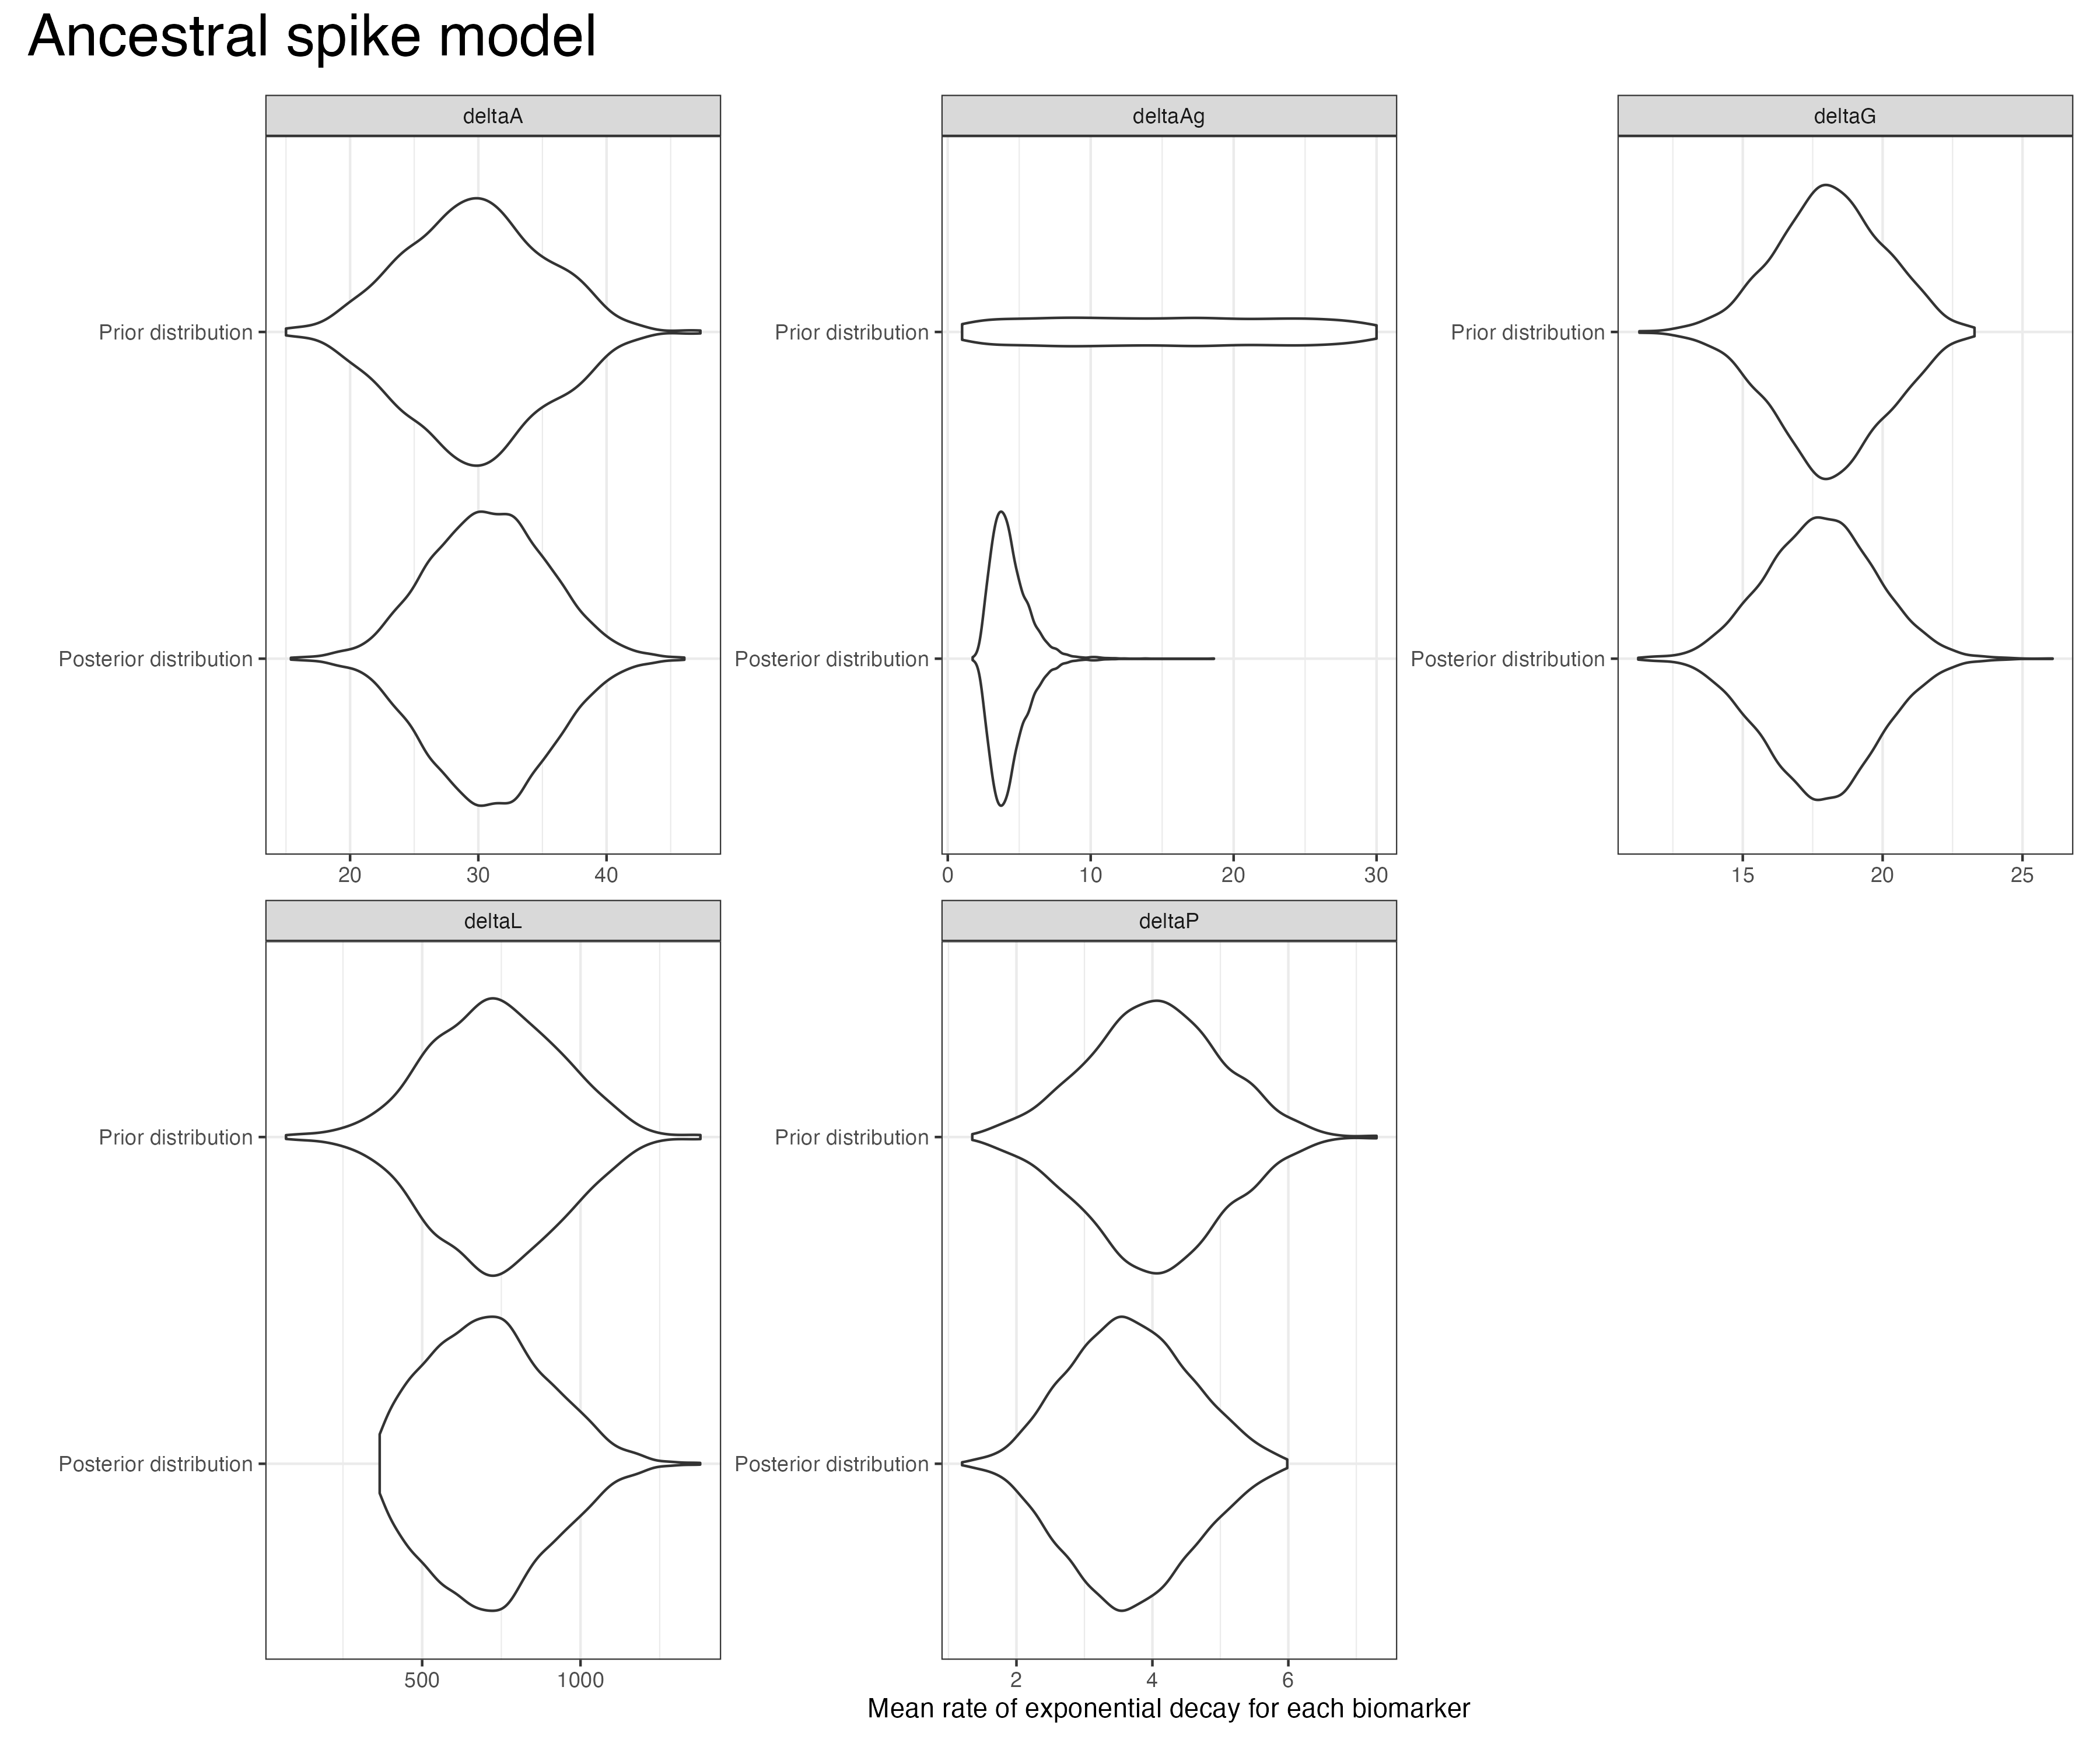 Ancestral spike model
deltaA
deltaAg
deltaG
Prior distribution
Prior distribution
Prior distribution
Posterior distribution
Posterior distribution
Posterior distribution
20 30 40
0 10 20 30
15 20 25
deltaL
deltaP
Prior distribution
Prior distribution
Posterior distribution
Posterior distribution
500 1000
2 4 6
Mean rate of exponential decay for each biomarker